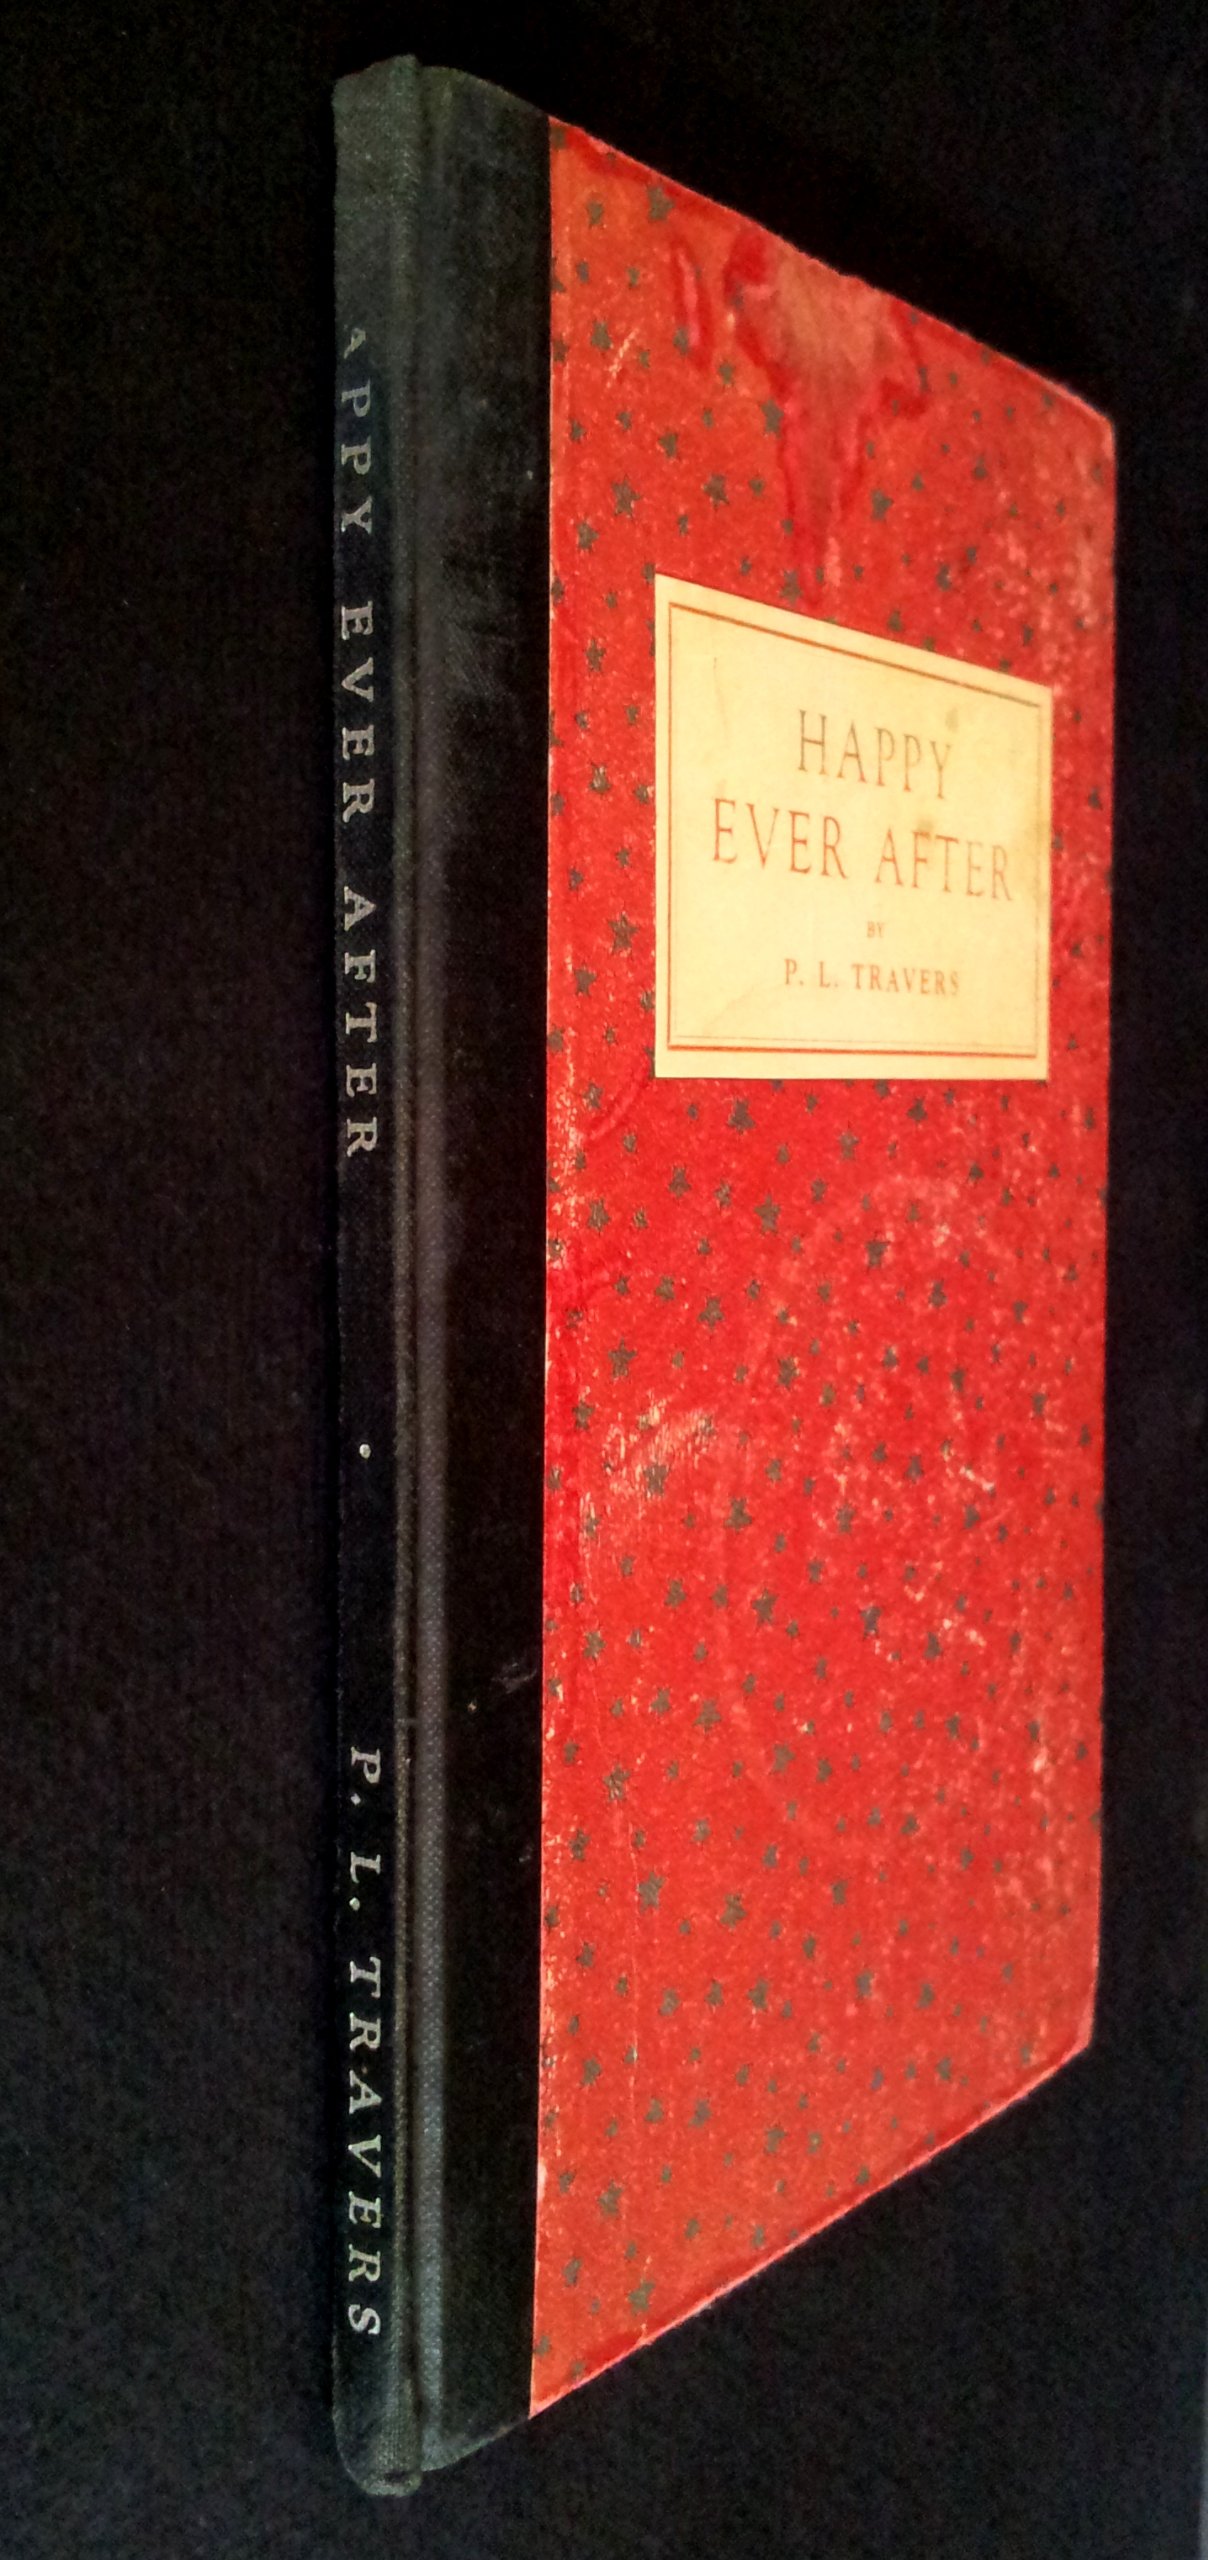 APPY EVER AFTER • P. L. TRAVERS
HAPPY
EVER AFTER
BY
P. L. TRAVERS